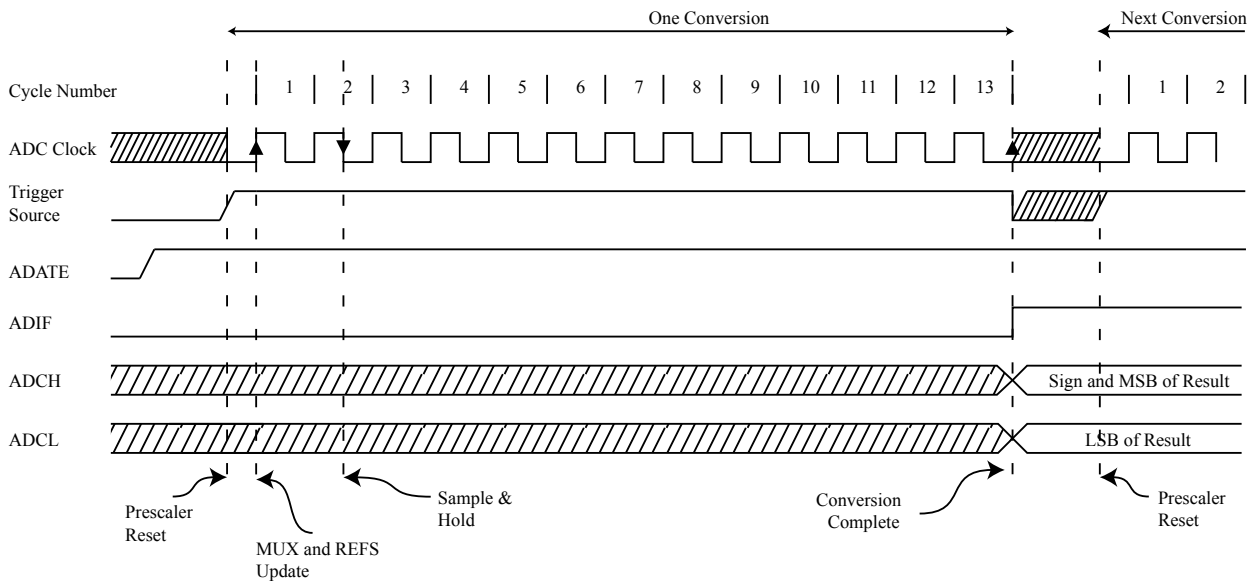 One Conversion
Next Conversion
Cycle Number
1 2 3 4 5 6 7 8 9 10 11 12 13 1 2
ADC Clock
Trigger
Source
ADATE
ADIF
ADCH
Sign and MSB of Result
ADCL
LSB of Result
Prescaler
Reset
MUX and REFS
Update
Sample &
Hold
Conversion
Complete
Prescaler
Reset